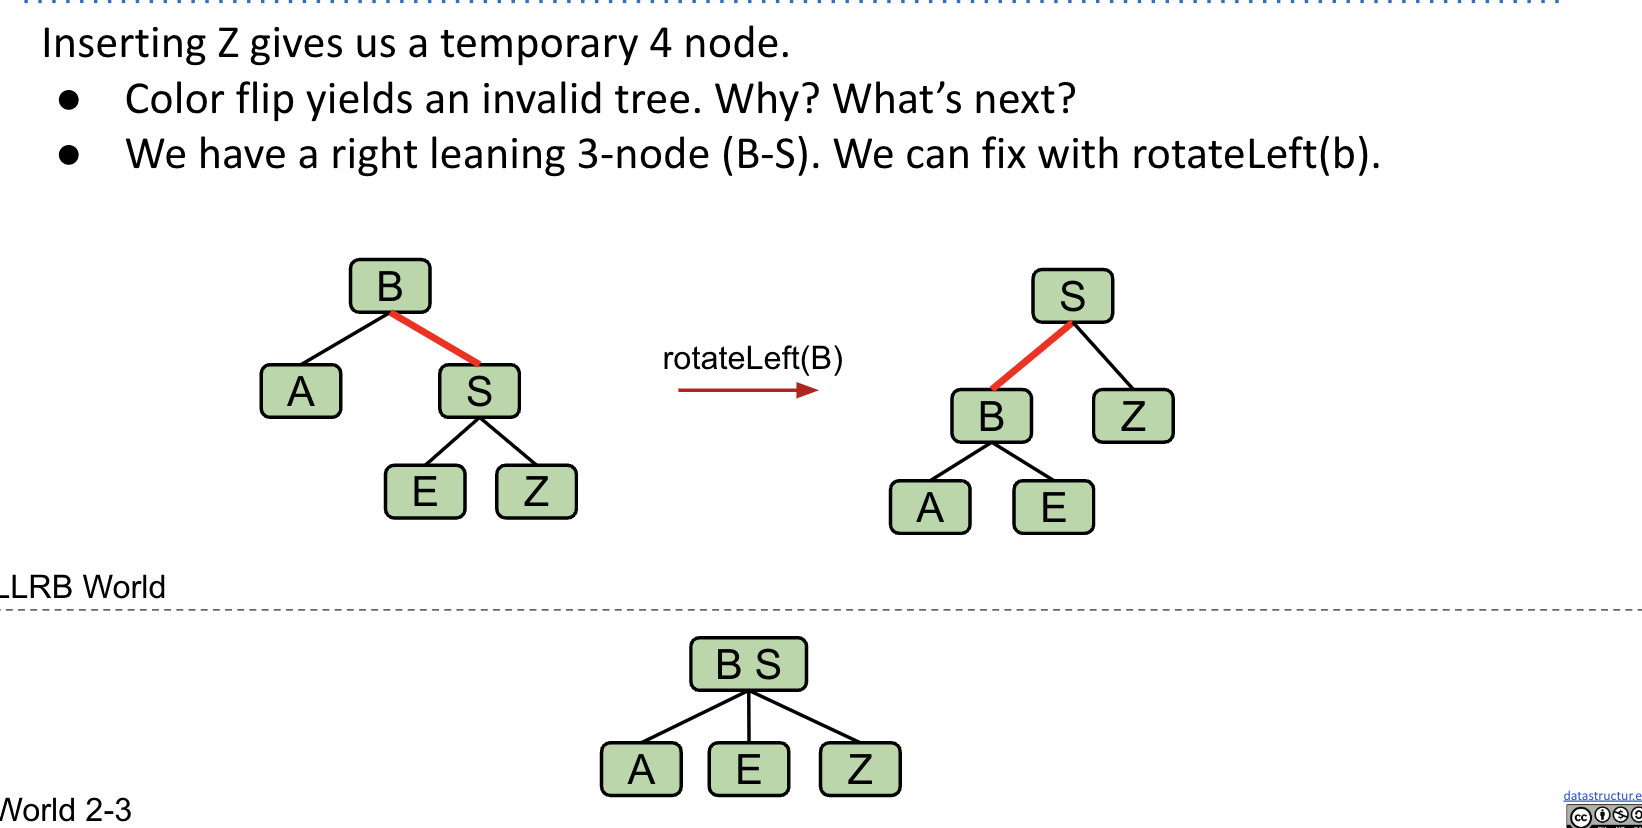 Inserting Z gives us a temporary 4 node.
● Color flip yields an invalid tree. Why? What's next?
● We have a right leaning 3-node (B-S). We can fix with rotateLeft(b).
B
S
rotateLeft(B)
A
S
B
Z
E
Z
A
E
LLRB World
B S
A
E
Z
World 2-3
datastructur.e
cc